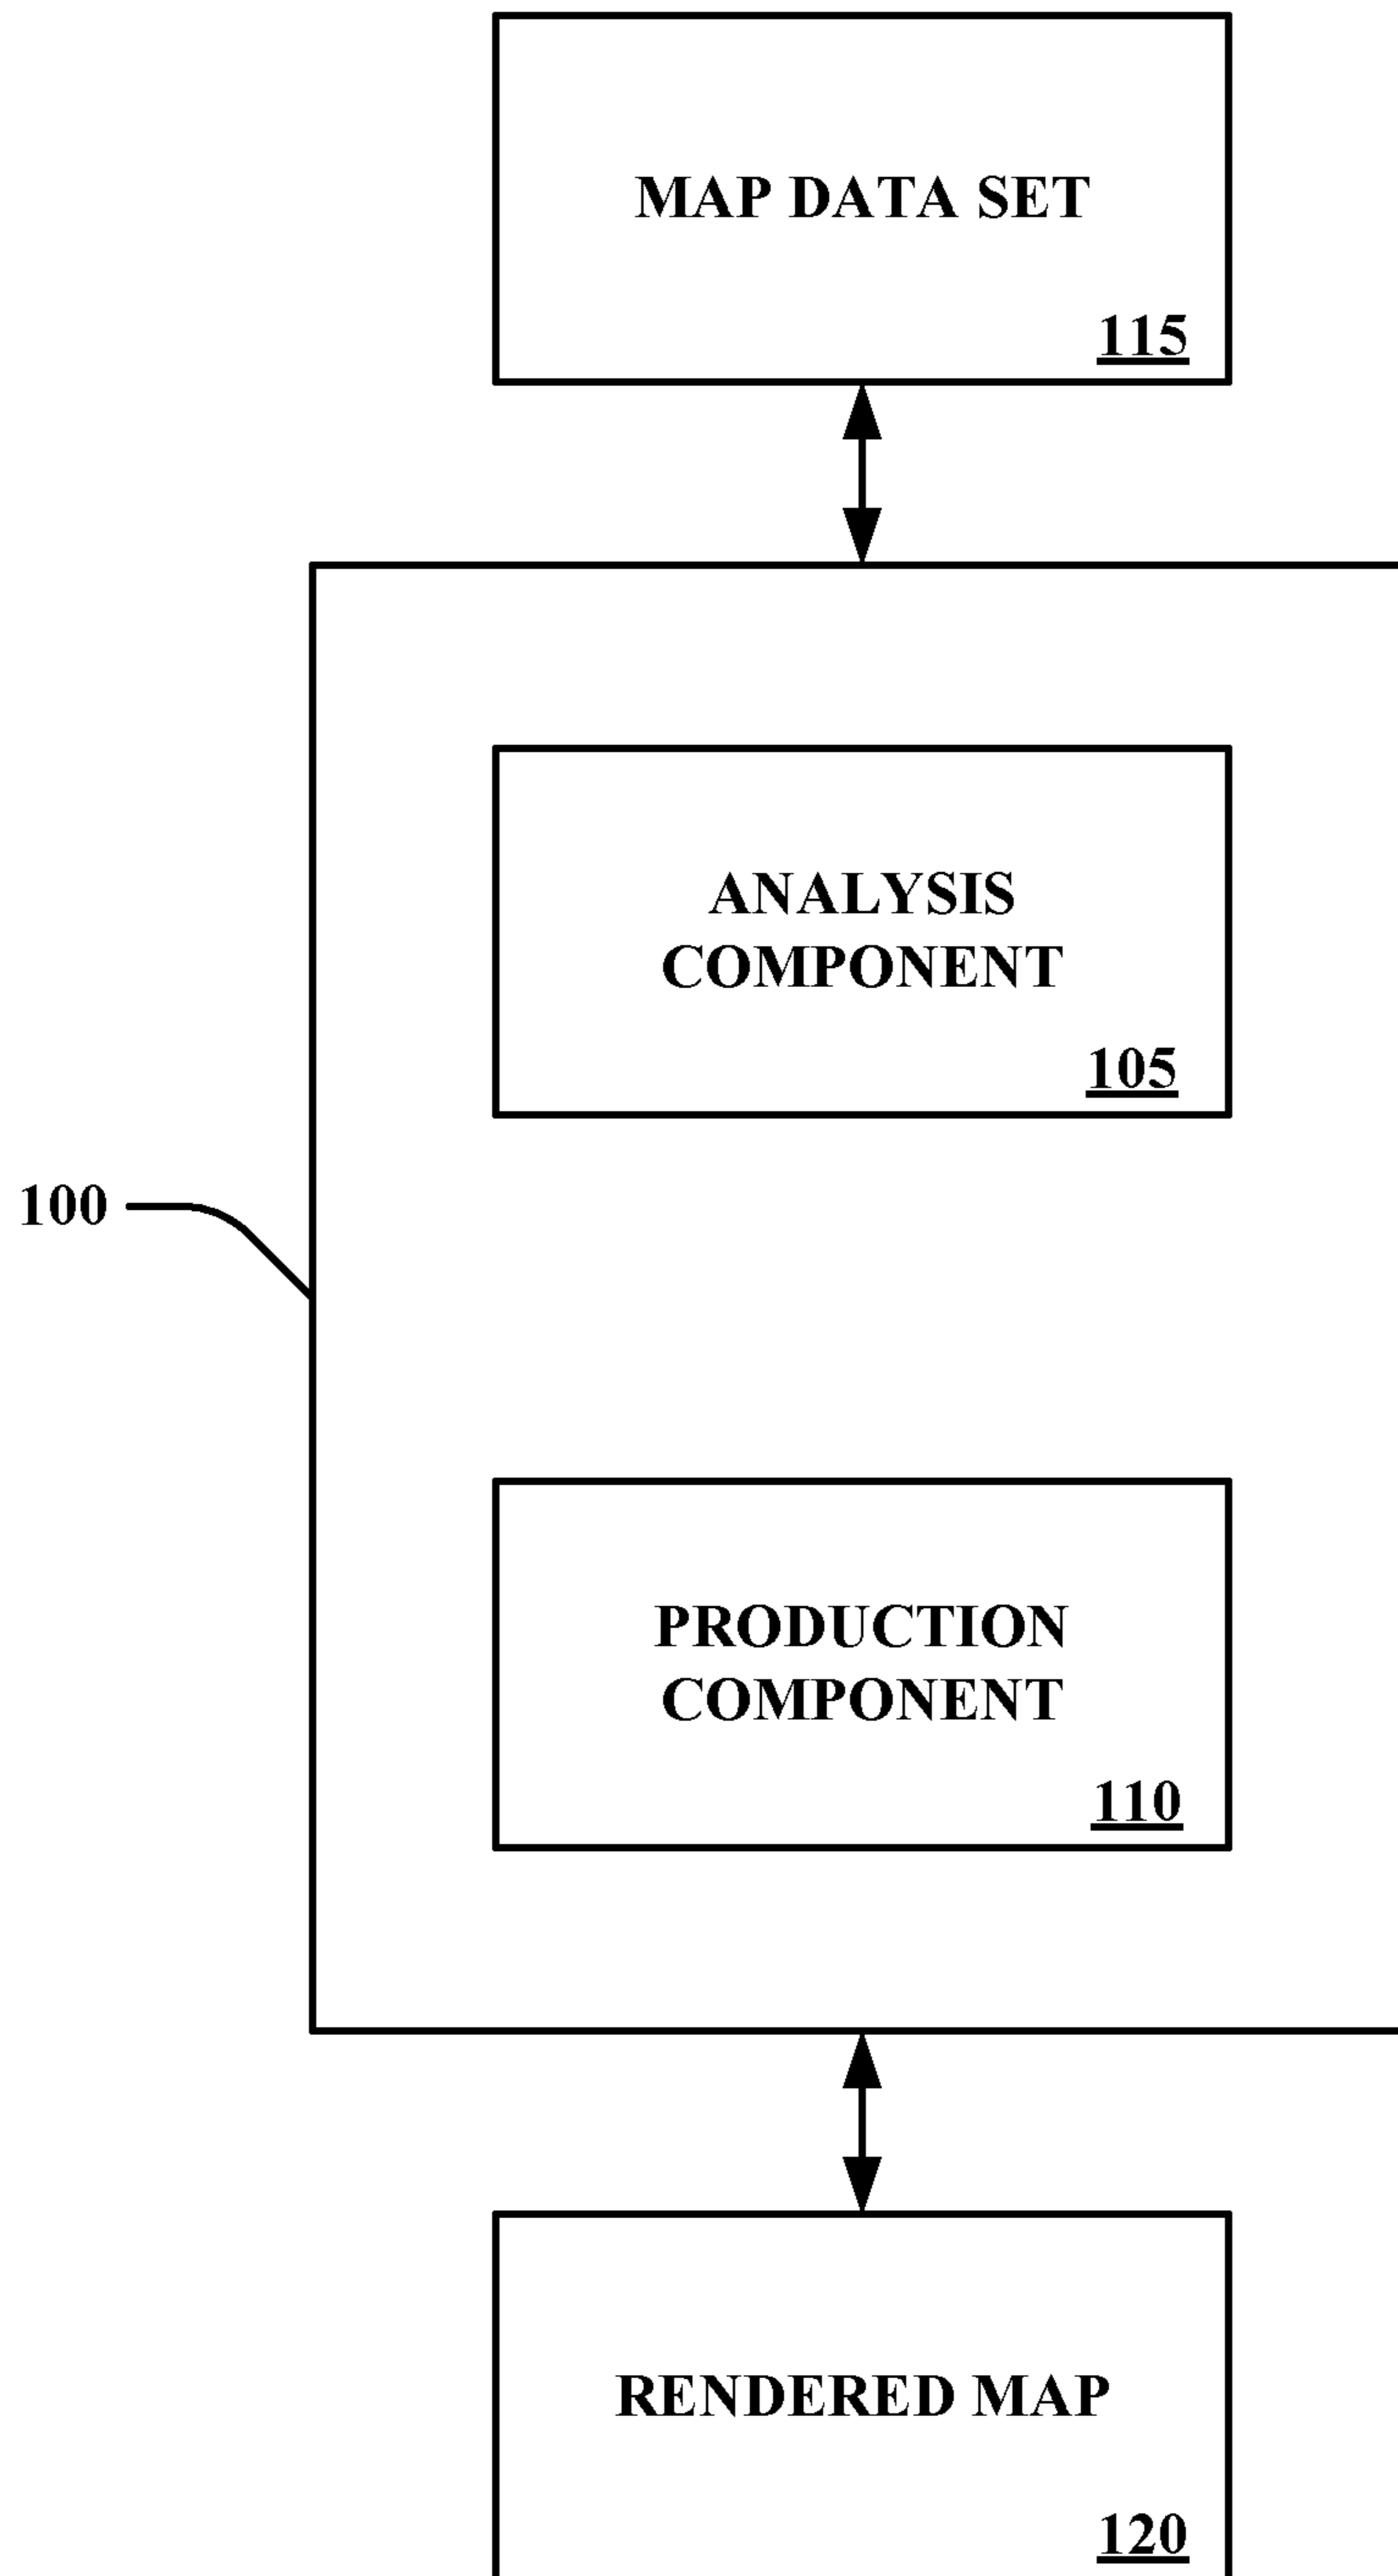 MAP DATA SET
115
ANALYSIS
COMPONENT
105
100
PRODUCTION
COMPONENT
110
RENDERED MAP
120